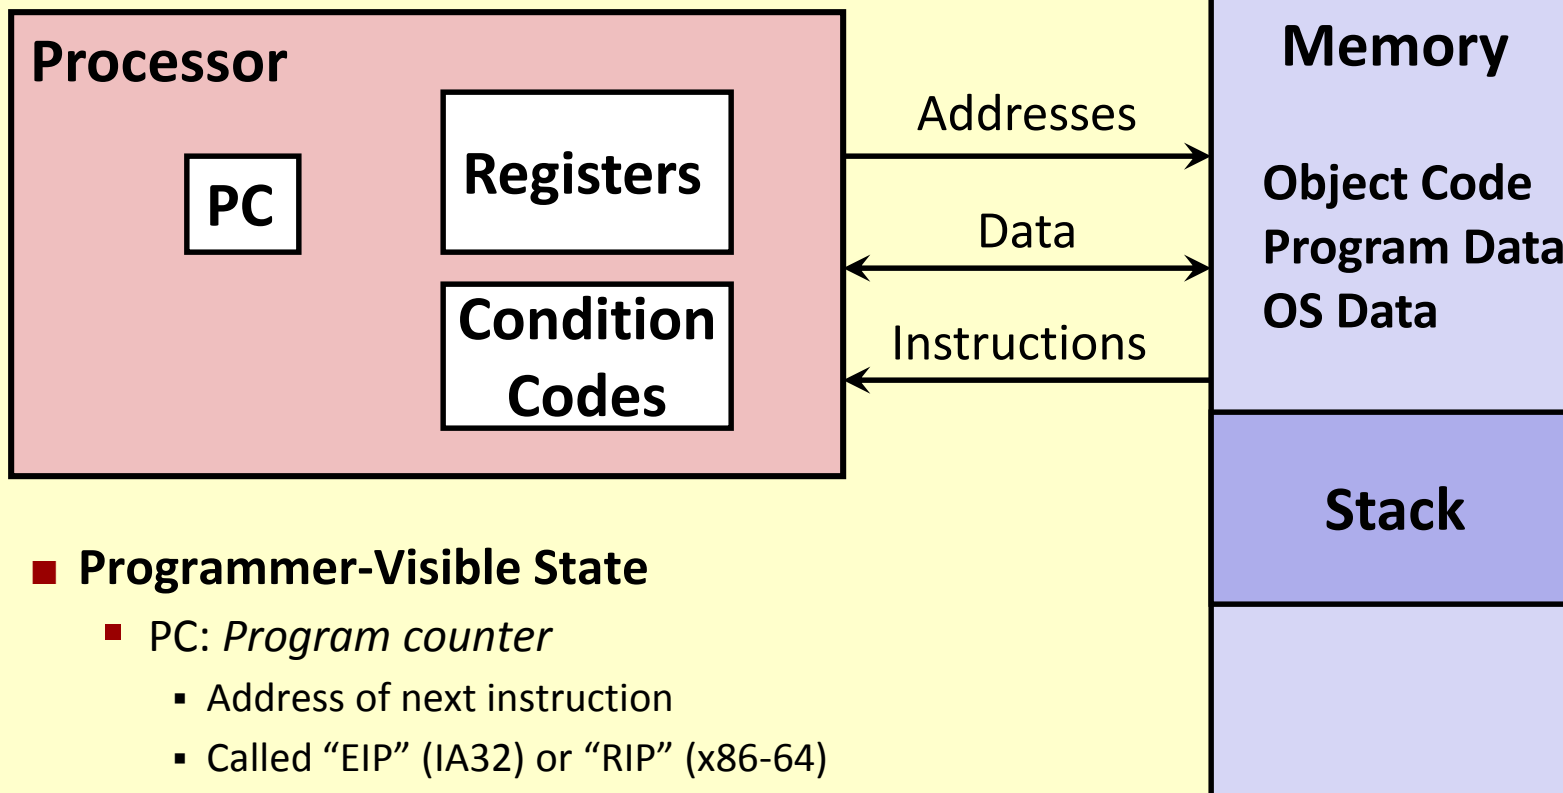 Processor
PC
Registers
Condition
Codes
Addresses
Data
Instructions
Memory
Object Code
Program Data
OS Data
Stack
■ Programmer-Visible State
■ PC: Program counter
▪ Address of next instruction
▪ Called “EIP” (IA32) or “RIP” (x86-64)